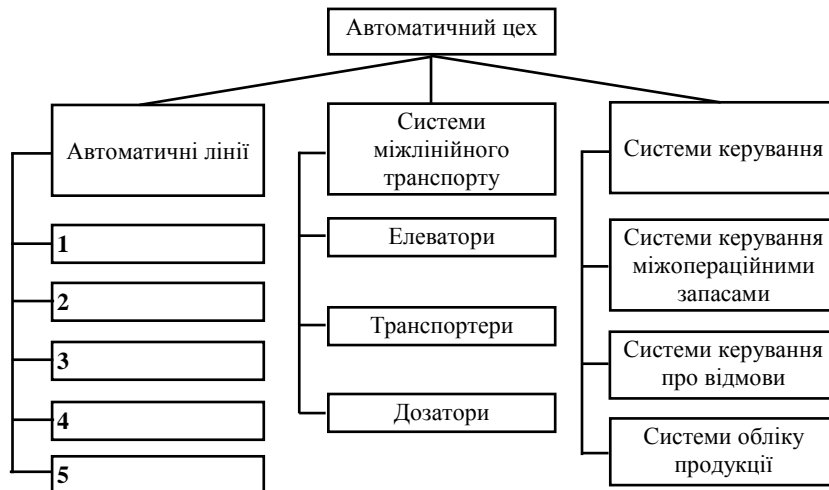 Автоматичний цех
Автоматичні лінії
1
2
3
4
5
Системи
міжлінійного
транспорту
Елеватори
Транспортери
Дозатори
Системи керування
Системи керування
міжопераційними
запасами
Системи керування
про відмови
Системи обліку
продукції